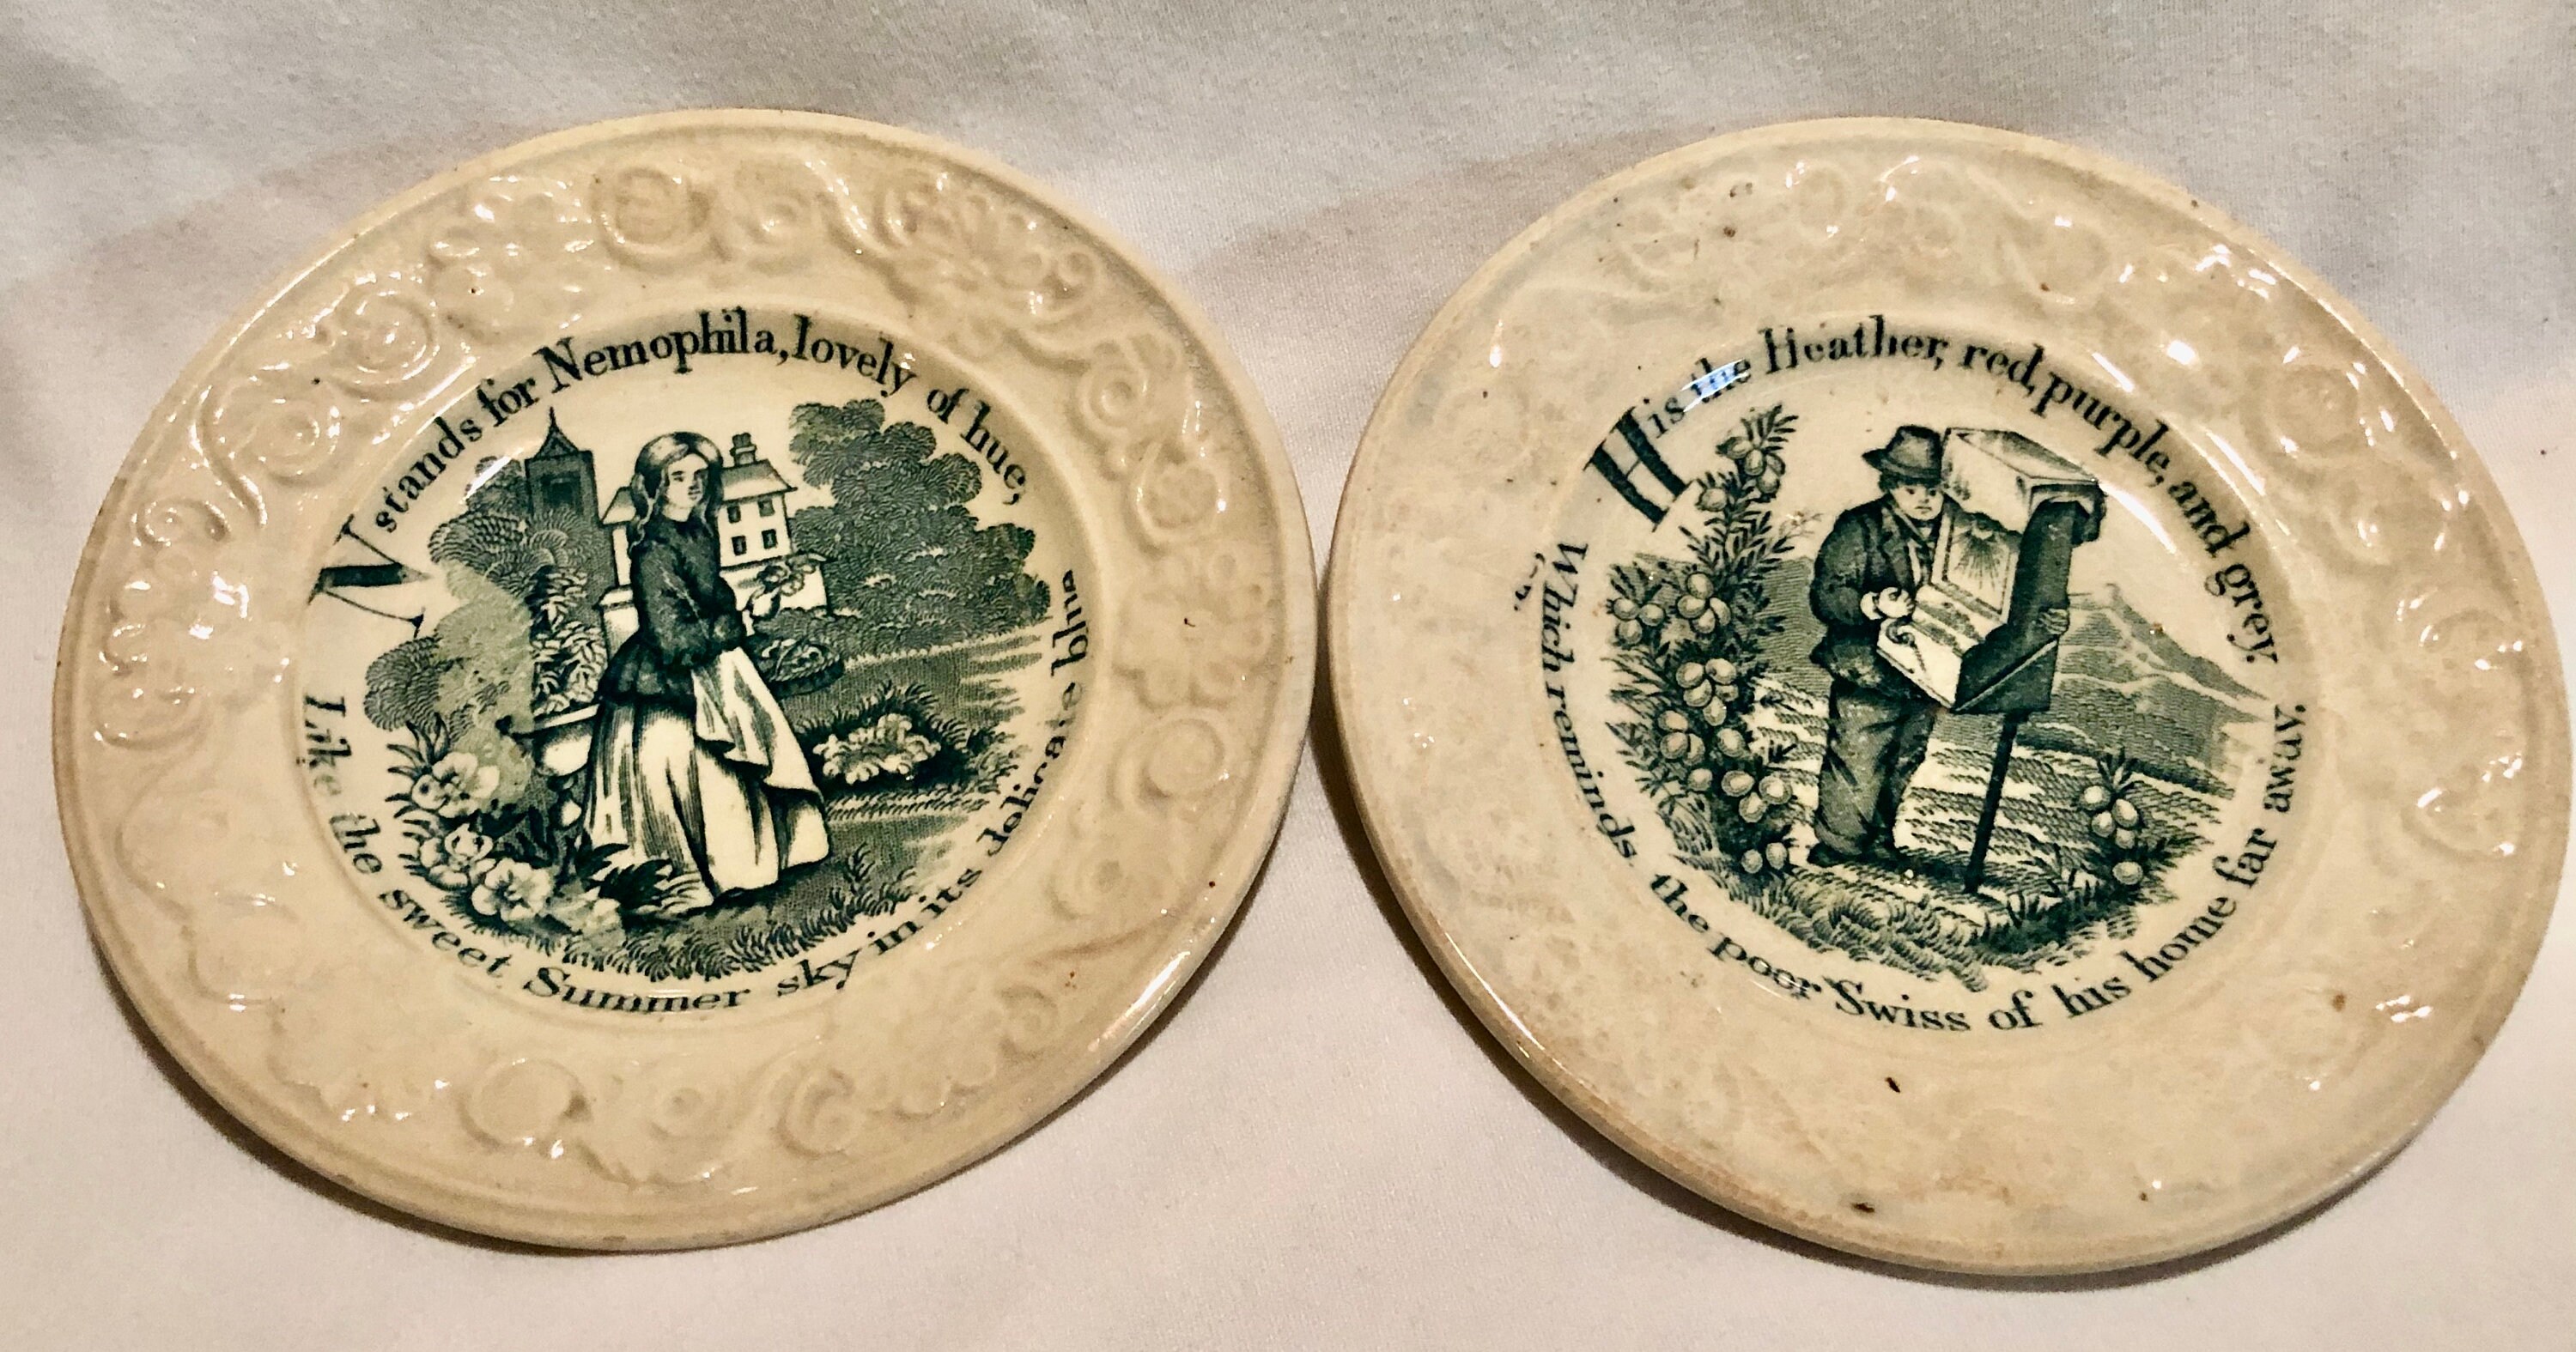 N stands for Nemophila, lovely of hue,
Like the sweet Summer sky in its delicate blue
H is the Heather, red, purple, and grey.
Which reminds the poor Swiss of his home far away.